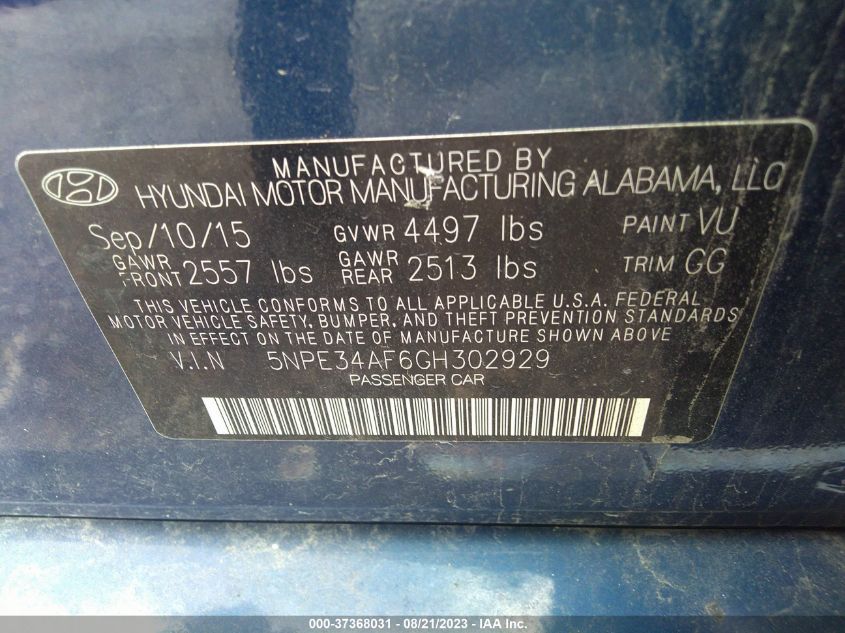 MANUFACTURED BY
HYUNDAI MOTOR MANUFACTURING ALABAMA, LLC
Sep/10/15 GVWR 4497 lbs PAINT VU
GAWR FRONT 2557 lbs GAWR REAR 2513 lbs TRIM GG
THIS VEHICLE CONFORMS TO ALL APPLICABLE U.S.A. FEDERAL
MOTOR VEHICLE SAFETY, BUMPER, AND THEFT PREVENTION STANDARDS
IN EFFECT ON THE DATE OF MANUFACTURE SHOWN ABOVE
V.I.N 5NPE34AF6GH302929
PASSENGER CAR
000-37368031 - 08/21/2023 - IAA Inc.